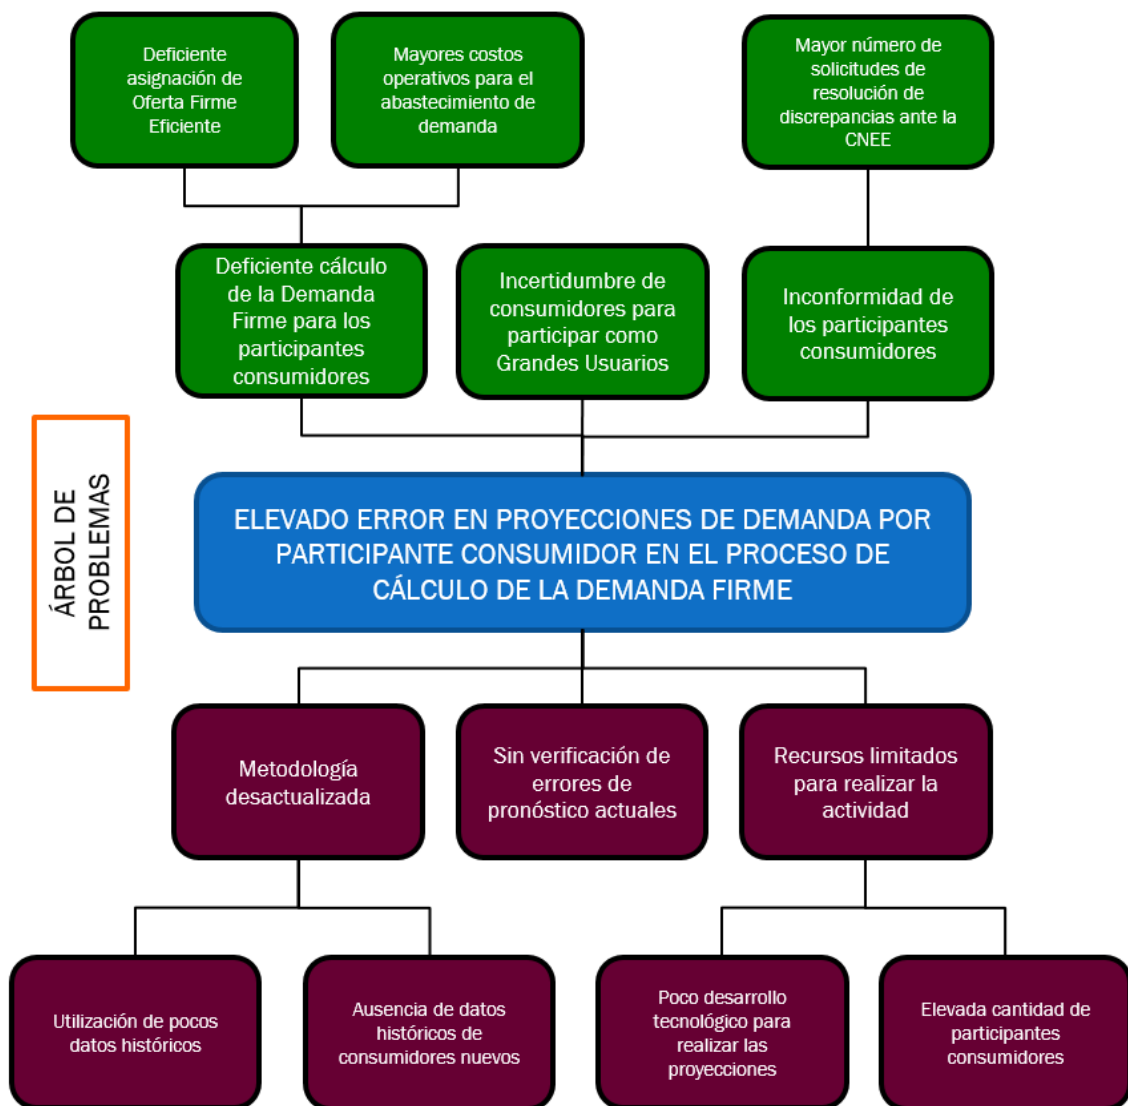 Deficiente
asignación de
Oferta Firme
Eficiente
Mayores costos
operativos para el
abastecimiento de
demanda
Mayor número de
solicitudes de
resolución de
discrepancias ante la
CNEE
Deficiente cálculo
de la Demanda
Firme para los
participantes
consumidores
Incertidumbre de
consumidores para
participar como
Grandes Usuarios
Inconformidad de
los participantes
consumidores
ÁRBOL DE
PROBLEMAS
ELEVADO ERROR EN PROYECCIONES DE DEMANDA POR
PARTICIPANTE CONSUMIDOR EN EL PROCESO DE
CÁLCULO DE LA DEMANDA FIRME
Metodología
desactualizada
Sin verificación de
errores de
pronóstico actuales
Recursos limitados
para realizar la
actividad
Utilización de pocos
datos históricos
Ausencia de datos
históricos de
consumidores nuevos
Poco desarrollo
tecnológico para
realizar las
proyecciones
Elevada cantidad de
participantes
consumidores